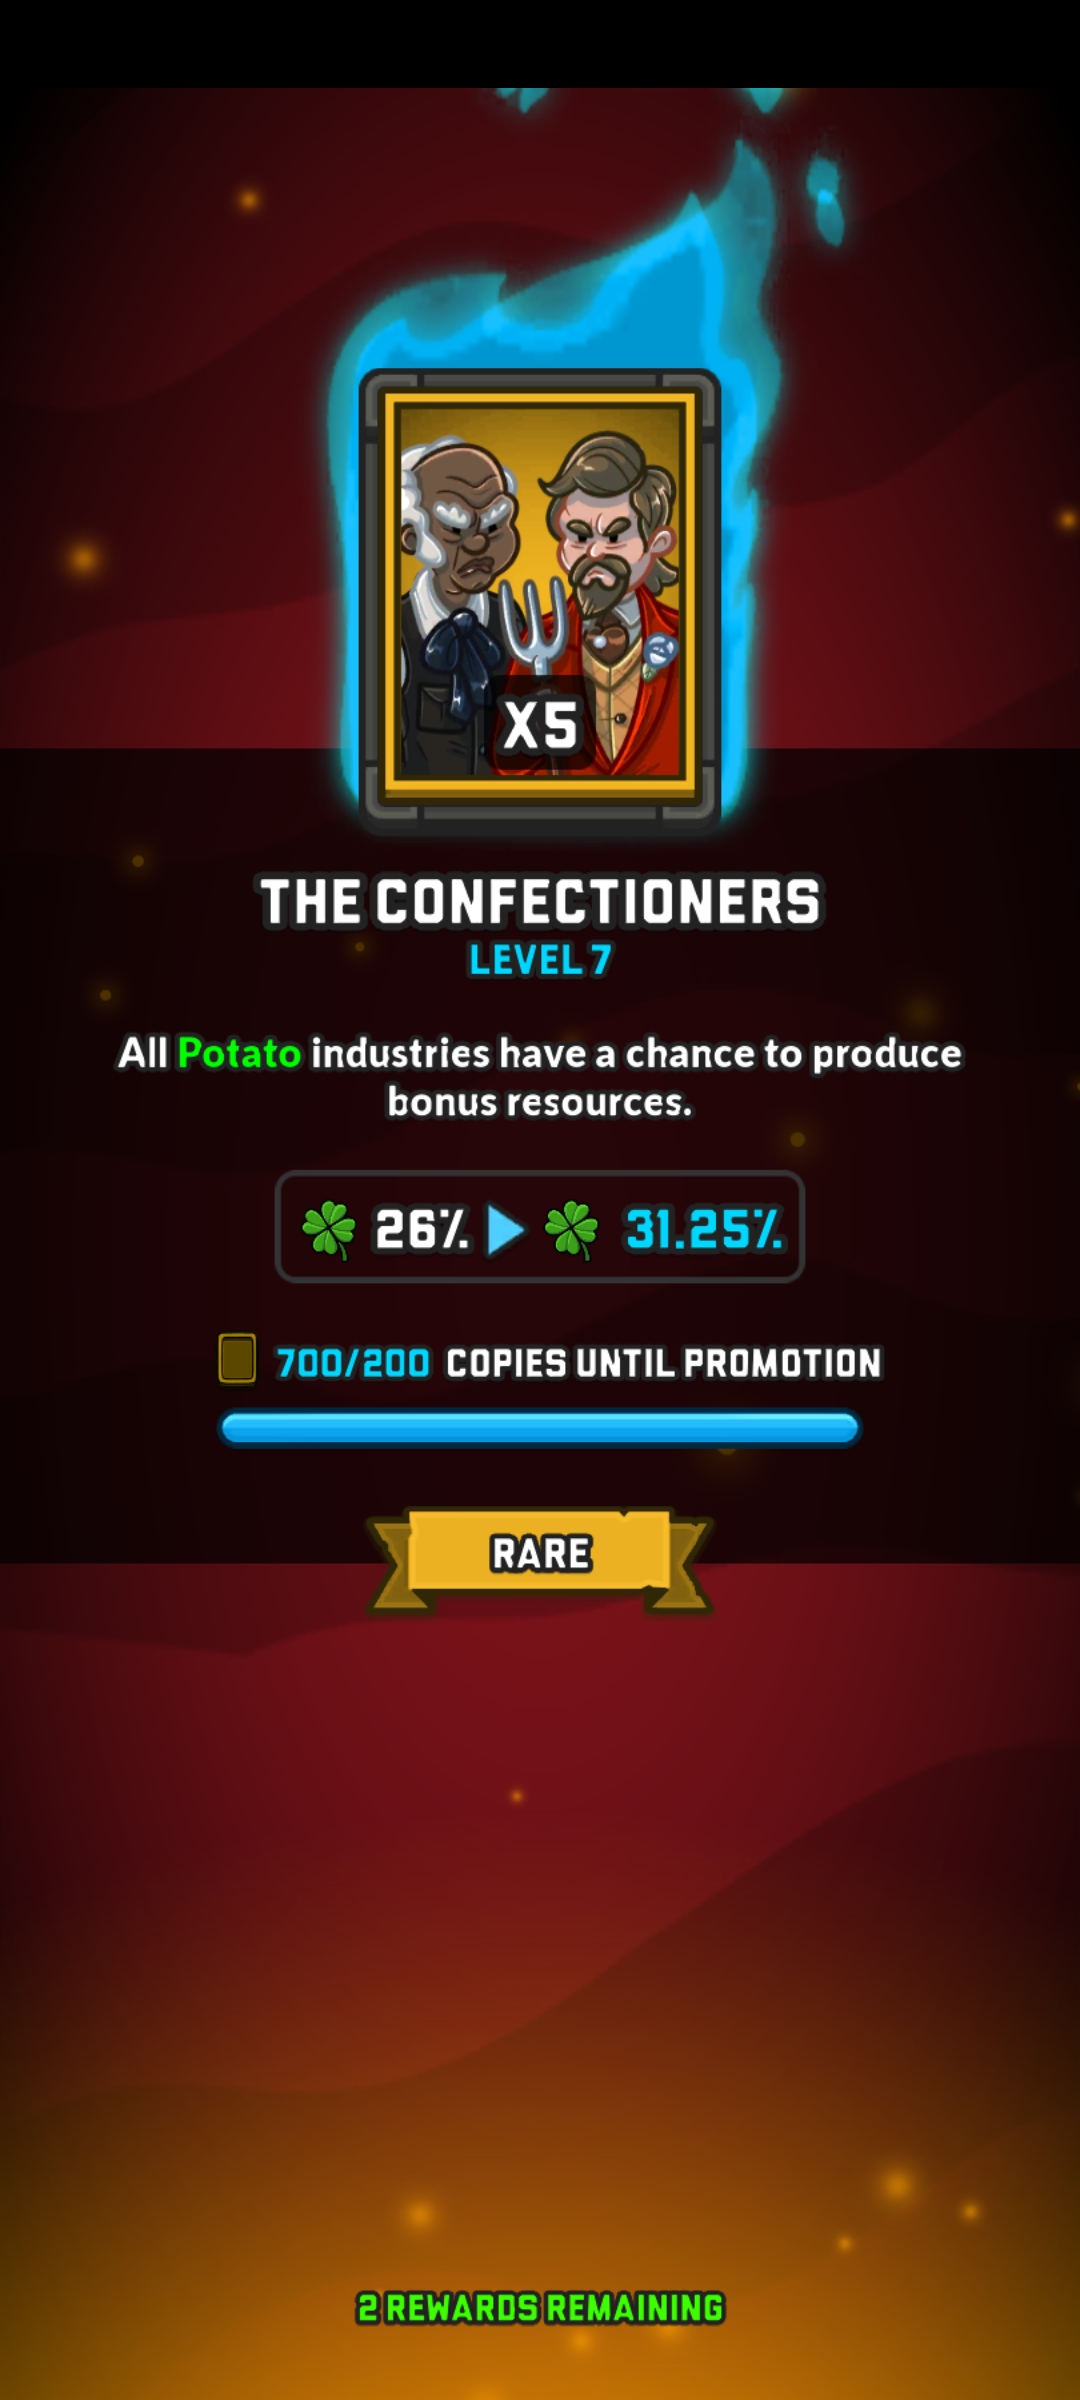 X5
THE CONFECTIONERS
LEVEL 7
All Potato industries have a chance to produce
bonus resources.
26% 31.25%
700/200 COPIES UNTIL PROMOTION
RARE
2 REWARDS REMAINING